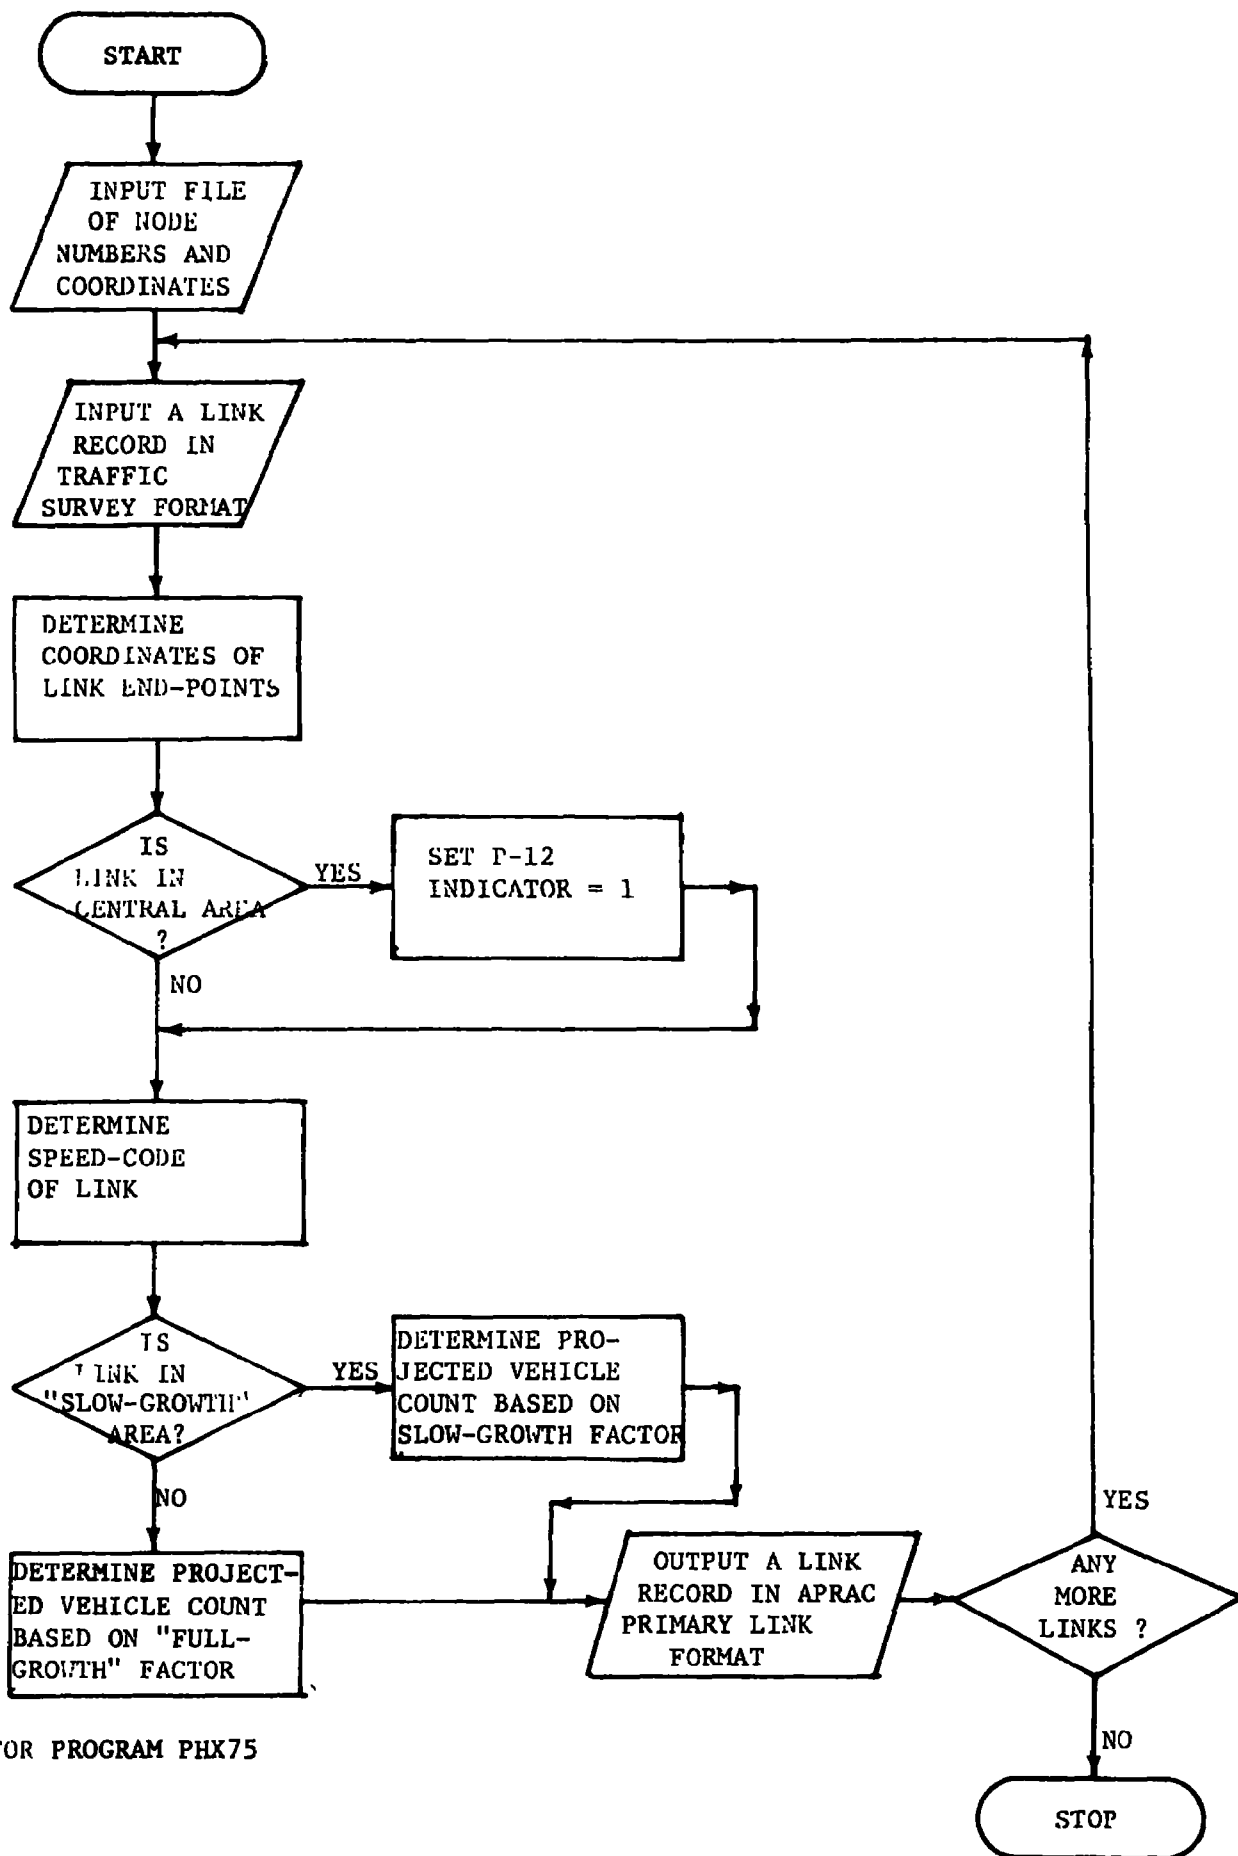 START
INPUT FILE
OF NODE
NUMBERS AND
COORDINATES
INPUT A LINK
RECORD IN
TRAFFIC
SURVEY FORMAT
DETERMINE
COORDINATES OF
LINK END-POINTS
IS
LINK IN
CENTRAL AREA
?
YES
SET P-12
INDICATOR = 1
NO
DETERMINE
SPEED-CODE
OF LINK
IS
LINK IN
"SLOW-GROWTH"
AREA?
YES
DETERMINE PRO-
JECTED VEHICLE
COUNT BASED ON
SLOW-GROWTH FACTOR
NO
DETERMINE PROJECT-
ED VEHICLE COUNT
BASED ON "FULL-
GROWTH" FACTOR
OUTPUT A LINK
RECORD IN APRAC
PRIMARY LINK
FORMAT
YES
ANY
MORE
LINKS ?
NO
STOP
FOR PROGRAM PHX75